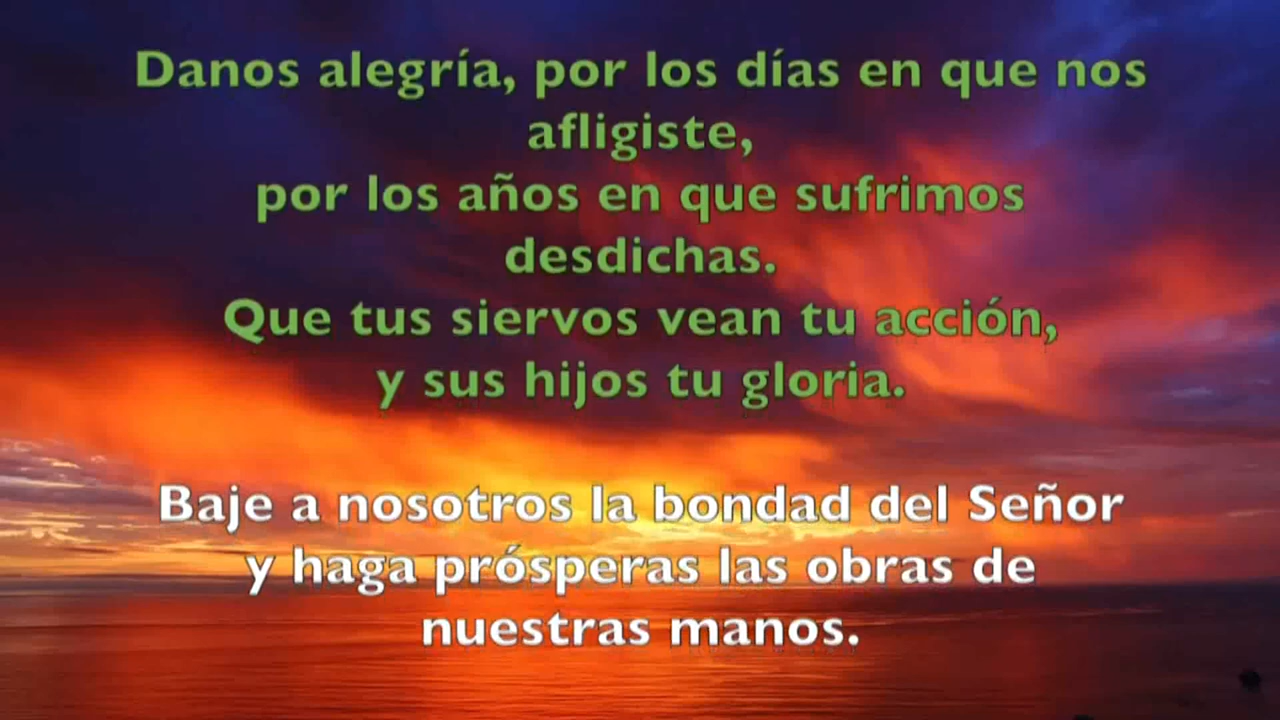 Danos alegría, por los días en que nos
afligiste,
por los años en que sufrimos
desdichas.
Que tus siervos vean tu acción,
y sus hijos tu gloria.
Baje a nosotros la bondad del Señor
y haga prósperas las obras de
nuestras manos.